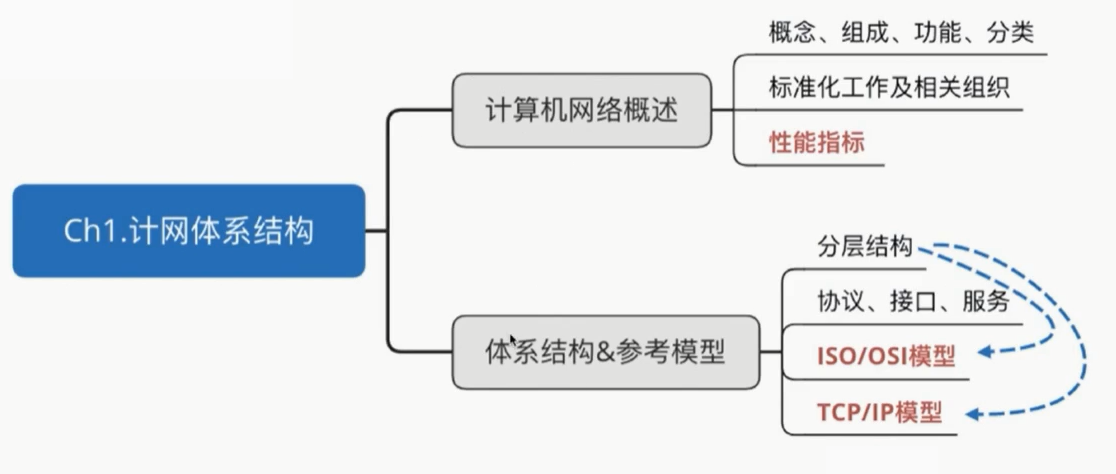 概念、组成、功能、分类
标准化工作及相关组织
性能指标
计算机网络概述
Ch1.计网体系结构
体系结构&参考模型
分层结构
协议、接口、服务
ISO/OSI模型
TCP/IP模型